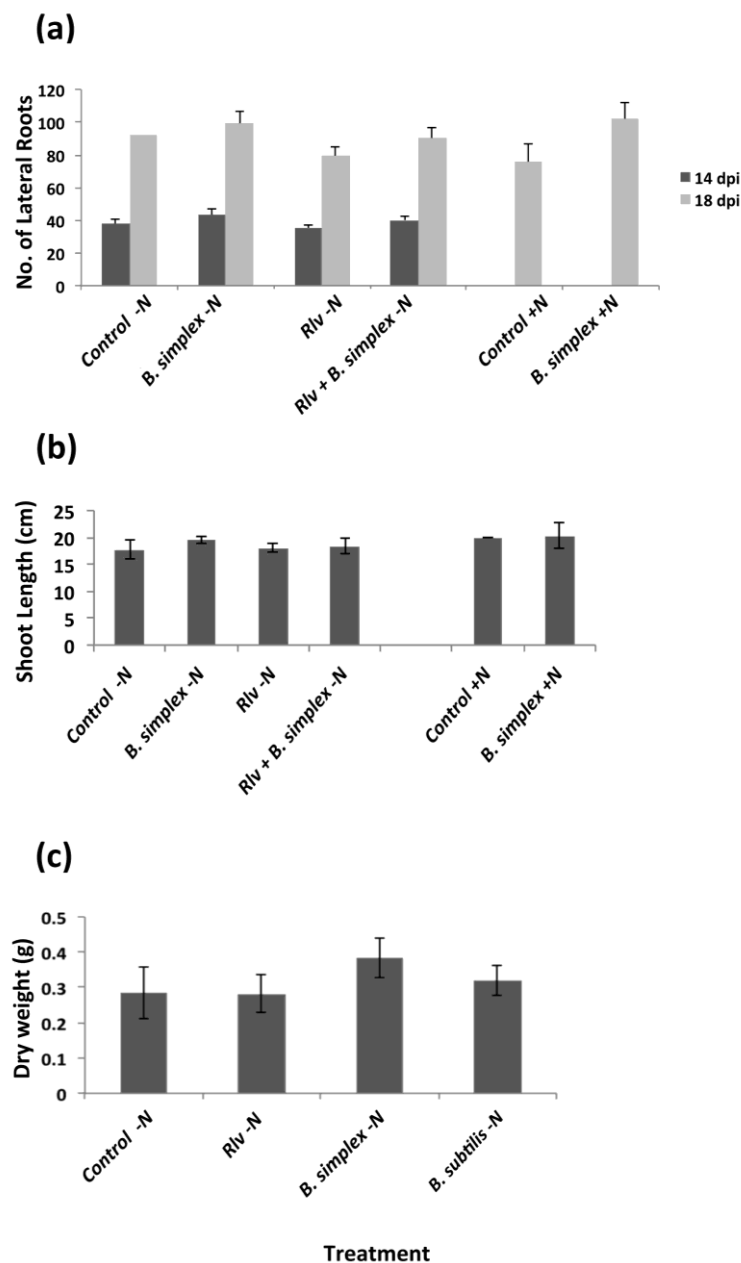 (a)
No. of Lateral Roots
120
100
80
60
40
20
0
Control -N
B. simplex -N
Rlv -N
Rlv + B. simplex -N
Control +N
B. simplex +N
14 dpi
18 dpi
(b)
Shoot Length (cm)
25
20
15
10
5
0
Control -N
B. simplex -N
Rlv -N
Rlv + B. simplex -N
Control +N
B. simplex +N
(c)
Dry weight (g)
0.5
0.4
0.3
0.2
0.1
0
Control -N
Rlv -N
B. simplex -N
B. subtilis -N
Treatment